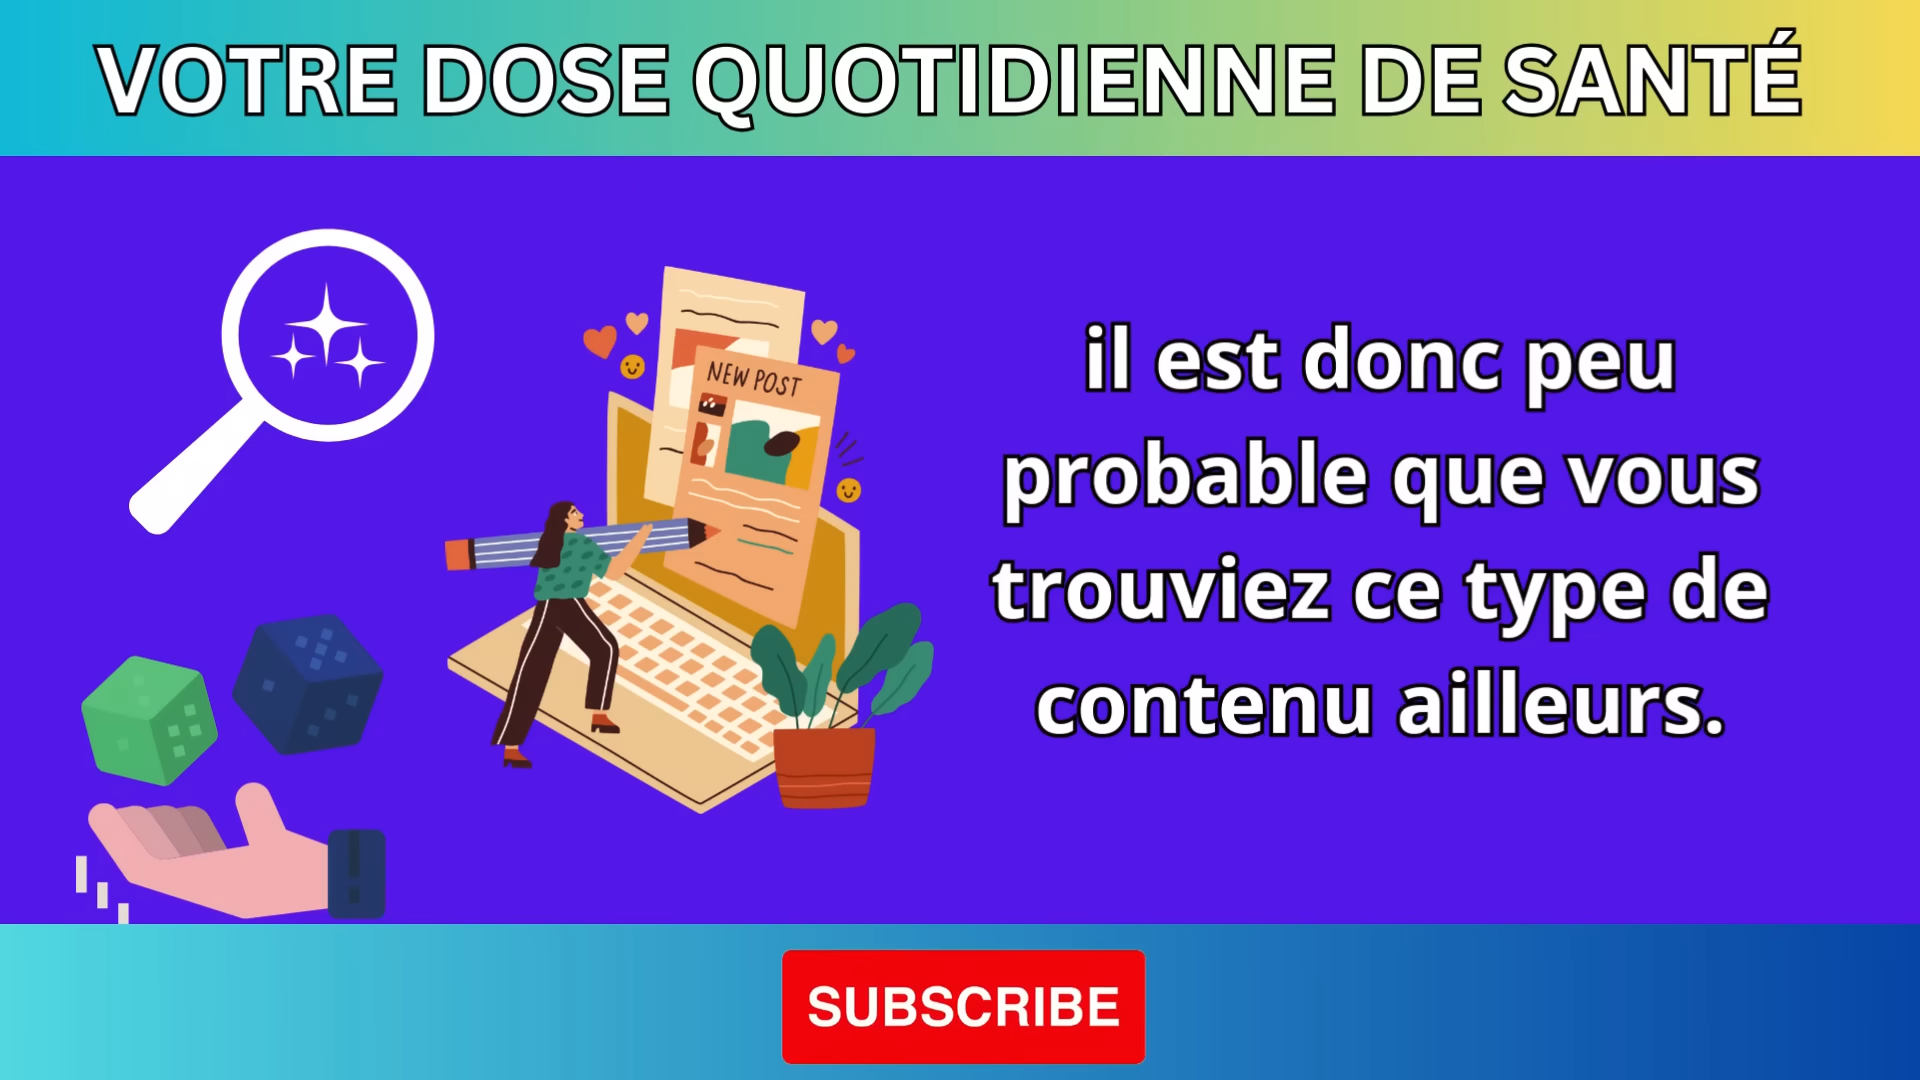 VOTRE DOSE QUOTIDIENNE DE SANTÉ
NEW POST
il est donc peu
probable que vous
trouviez ce type de
contenu ailleurs.
SUBSCRIBE